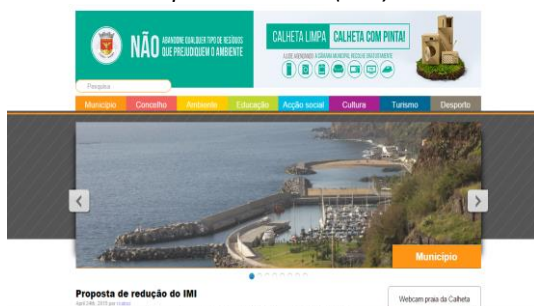 NÃO ABANDONE QUALQUER TIPO DE RESÍDUOS
QUE PREJUDIQUEM O AMBIENTE
CALHETA LIMPA CALHETA COM PINTA!
Pesquisa
Município Concelho Ambiente Educação Acção social Cultura Turismo Desporto
Município
Proposta de redução do IMI
Webcam praia da Calheta